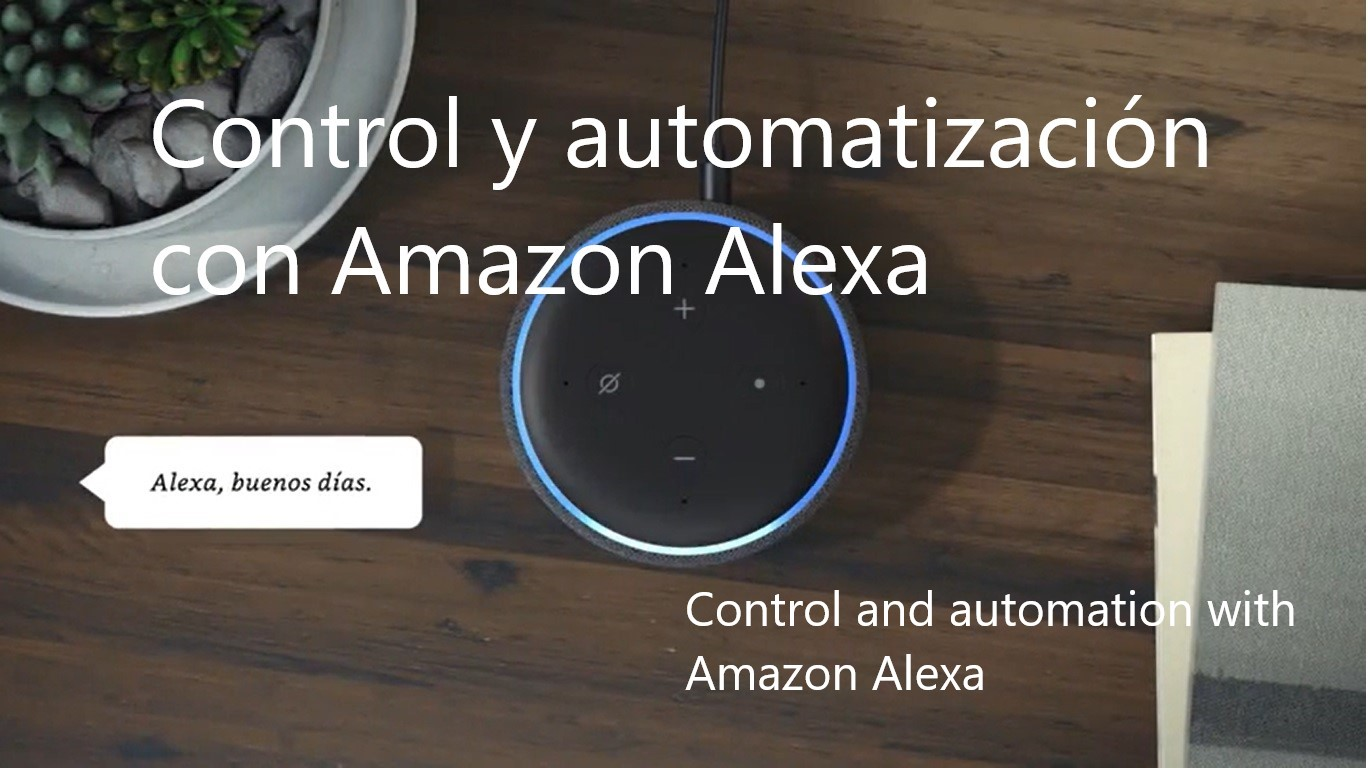 Control y automatización
con Amazon Alexa
Alexa, buenos días.
Control and automation with
Amazon Alexa